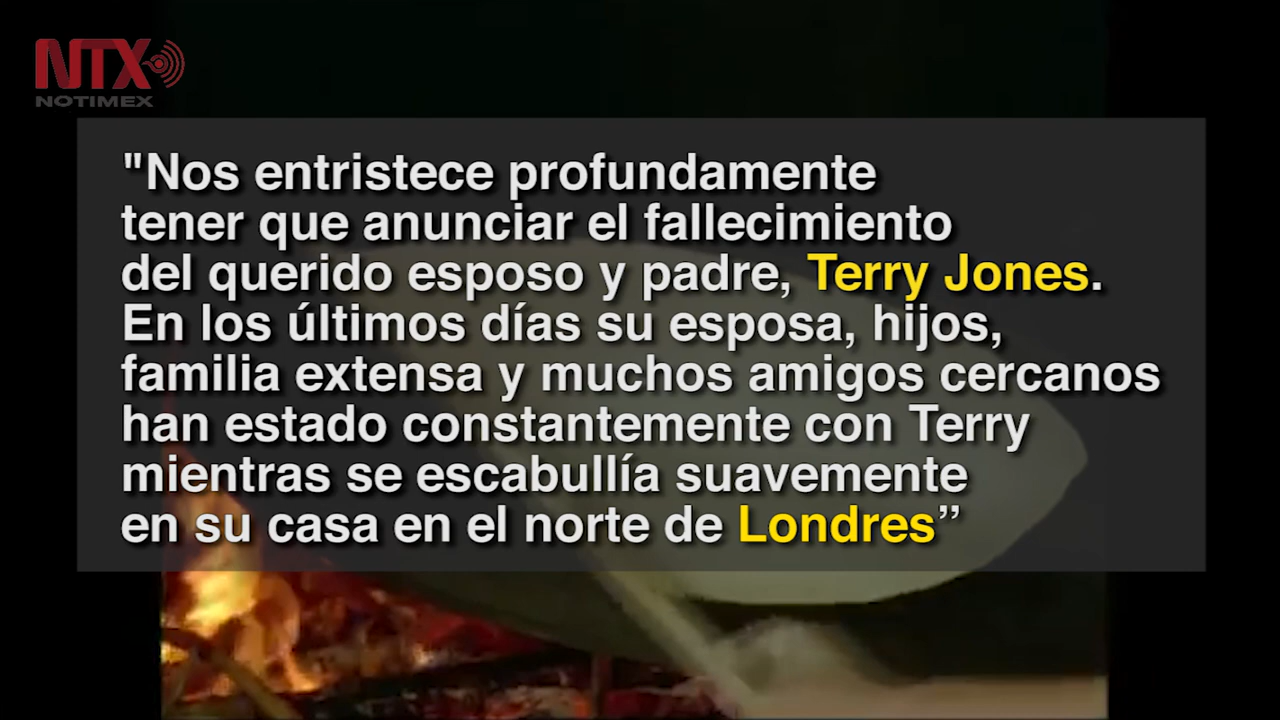 NTX
NOTIMEX
"Nos entristece profundamente
tener que anunciar el fallecimiento
del querido esposo y padre, Terry Jones.
En los últimos días su esposa, hijos,
familia extensa y muchos amigos cercanos
han estado constantemente con Terry
mientras se escabullía suavemente
en su casa en el norte de Londres”